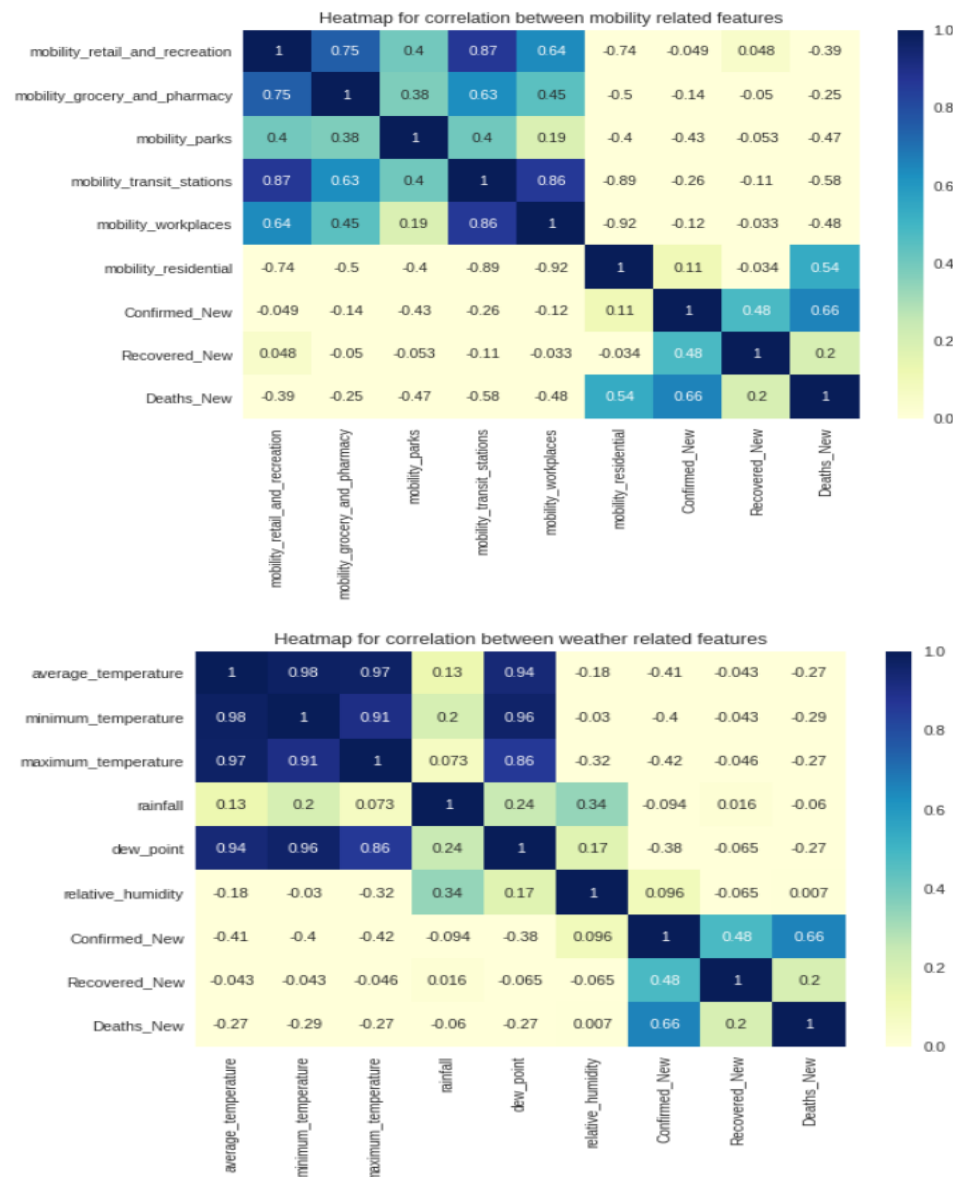 Heatmap for correlation between mobility related features
mobility_retail_and_recreation 1 0.75 0.4 0.87 0.64 -0.74 -0.049 0.048 -0.39
mobility_grocery_and_pharmacy 0.75 1 0.38 0.63 0.45 -0.5 -0.14 -0.05 -0.25
mobility_parks 0.4 0.38 1 0.4 0.19 -0.4 -0.43 -0.053 -0.47
mobility_transit_stations 0.87 0.63 0.4 1 0.86 -0.89 -0.26 -0.11 -0.58
mobility_workplaces 0.64 0.45 0.19 0.86 1 -0.92 -0.12 -0.033 -0.48
mobility_residential -0.74 -0.5 -0.4 -0.89 -0.92 1 0.11 -0.034 0.54
Confirmed_New -0.049 -0.14 -0.43 -0.26 -0.12 0.11 1 0.48 0.66
Recovered_New 0.048 -0.05 -0.053 -0.11 -0.033 -0.034 0.48 1 0.2
Deaths_New -0.39 -0.25 -0.47 -0.58 -0.48 0.54 0.66 0.2 1
mobility_retail_and_recreation
mobility_grocery_and_pharmacy
mobility_parks
mobility_transit_stations
mobility_workplaces
mobility_residential
Confirmed_New
Recovered_New
Deaths_New
1.0
0.8
0.6
0.4
0.2
0.0
Heatmap for correlation between weather related features
average_temperature 1 0.98 0.97 0.13 0.94 -0.18 -0.41 -0.043 -0.27
minimum_temperature 0.98 1 0.91 0.2 0.96 -0.03 -0.4 -0.043 -0.29
maximum_temperature 0.97 0.91 1 0.073 0.86 -0.32 -0.42 -0.046 -0.27
rainfall 0.13 0.2 0.073 1 0.24 0.34 -0.094 0.016 -0.06
dew_point 0.94 0.96 0.86 0.24 1 0.17 -0.38 -0.065 -0.27
relative_humidity -0.18 -0.03 -0.32 0.34 0.17 1 0.096 -0.065 0.007
Confirmed_New -0.41 -0.4 -0.42 -0.094 -0.38 0.096 1 0.48 0.66
Recovered_New -0.043 -0.043 -0.046 0.016 -0.065 -0.065 0.48 1 0.2
Deaths_New -0.27 -0.29 -0.27 -0.06 -0.27 0.007 0.66 0.2 1
average_temperature
minimum_temperature
maximum_temperature
rainfall
dew_point
relative_humidity
Confirmed_New
Recovered_New
Deaths_New
1.0
0.8
0.6
0.4
0.2
0.0